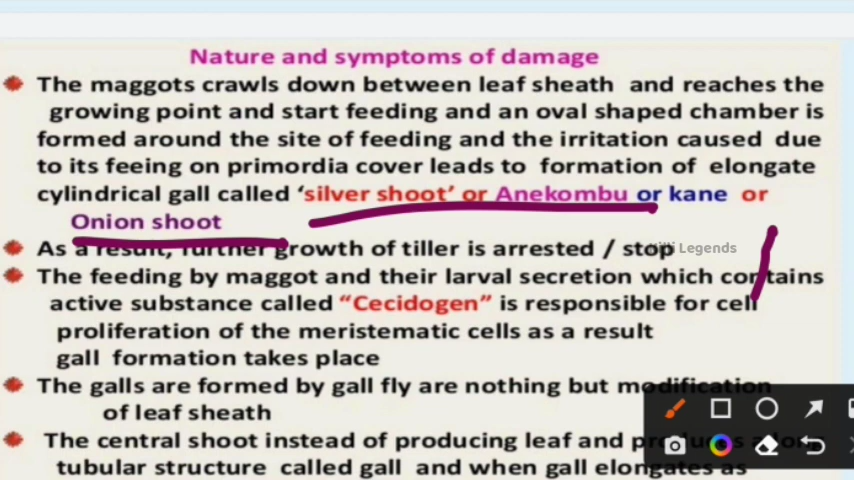 Nature and symptoms of damage
The maggots crawls down between leaf sheath and reaches the
growing point and start feeding and an oval shaped chamber is
formed around the site of feeding and the irritation caused due
to its feeing on primordia cover leads to formation of elongate
cylindrical gall called ‘silver shoot’ or Anekombu or kane or
Onion shoot
As a result, further growth of tiller is arrested / stop
Legends
The feeding by maggot and their larval secretion which contains
active substance called “Cecidogen” is responsible for cell
proliferation of the meristematic cells as a result
gall formation takes place
The galls are formed by gall fly are nothing but modification
of leaf sheath
The central shoot instead of producing leaf and produces a long
tubular structure called gall and when gall elongates as